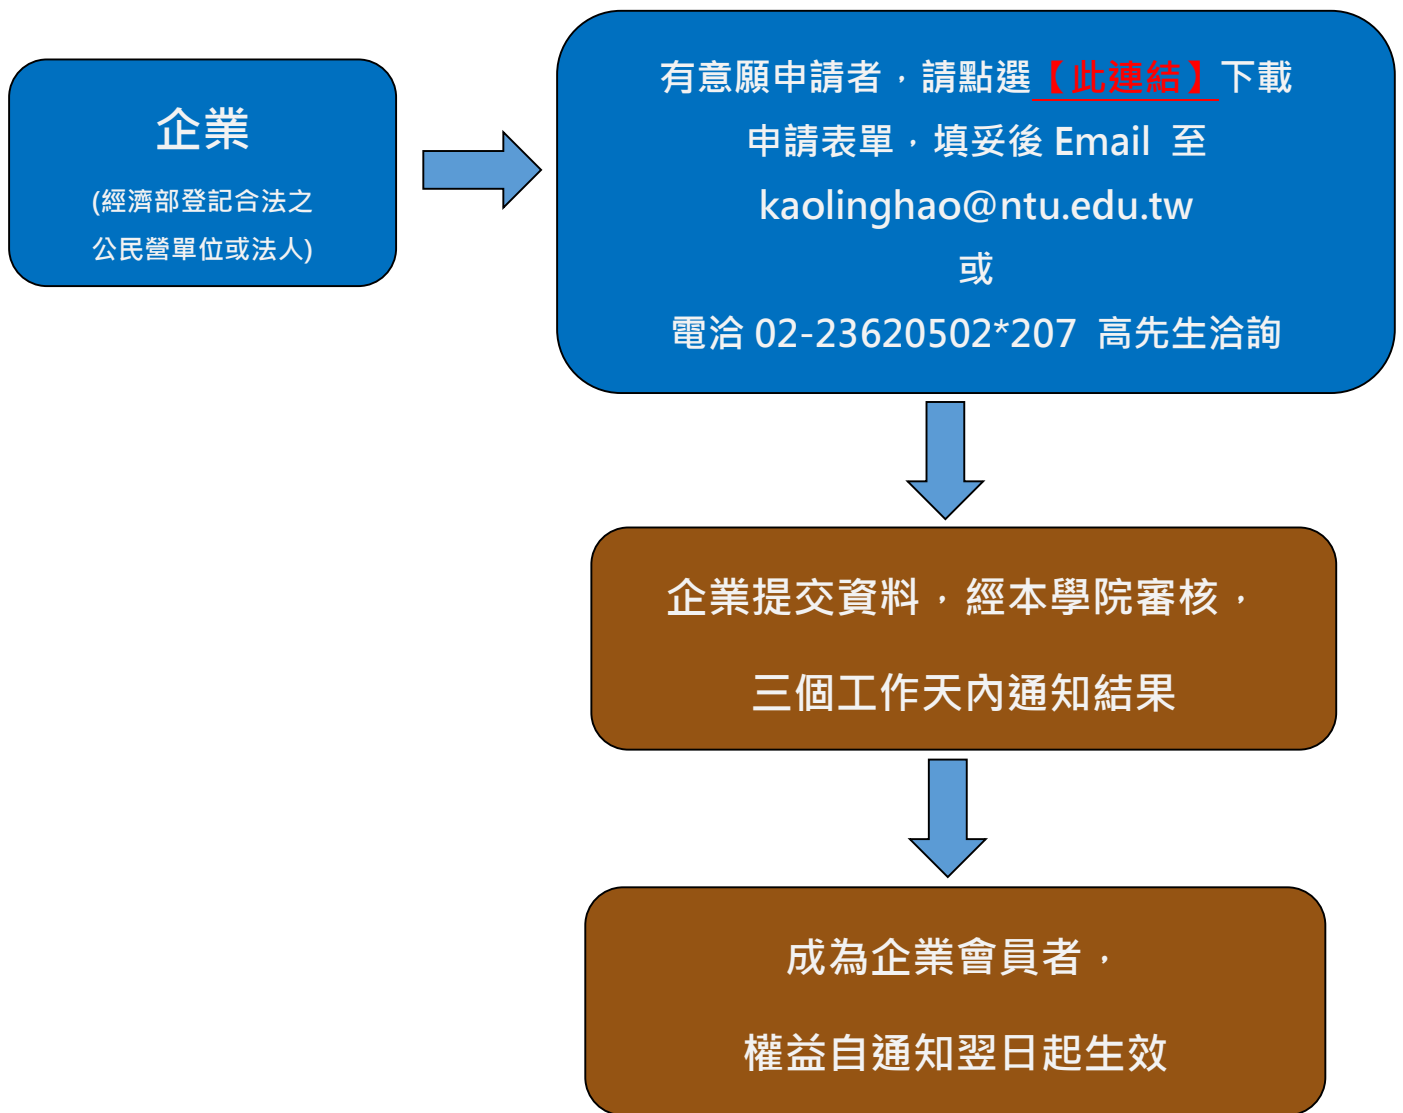 企業
(經濟部登記合法之
公民營單位或法人)
有意願申請者，請點選【此連結】下載
申請表單，填妥後 Email 至
kaolinghao@ntu.edu.tw
或
電洽 02-23620502*207 高先生洽詢
企業提交資料，經本學院審核，
三個工作天內通知結果
成為企業會員者，
權益自通知翌日起生效